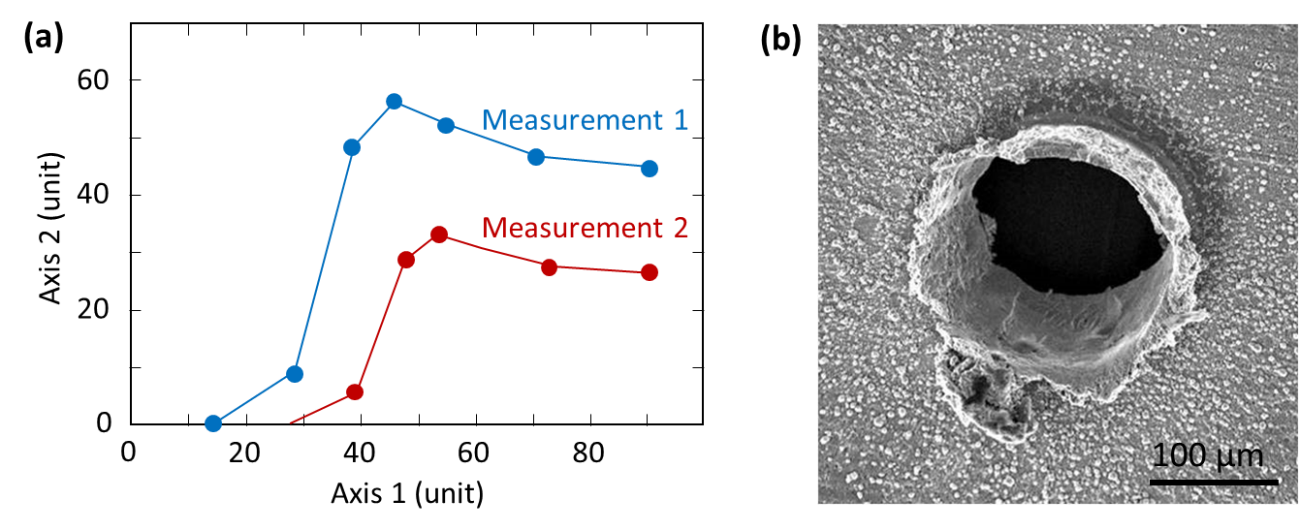 (a)
60
40
20
0
Axis 2 (unit)
Measurement 1
Measurement 2
0 20 40 60 80
Axis 1 (unit)
(b)
100 μm